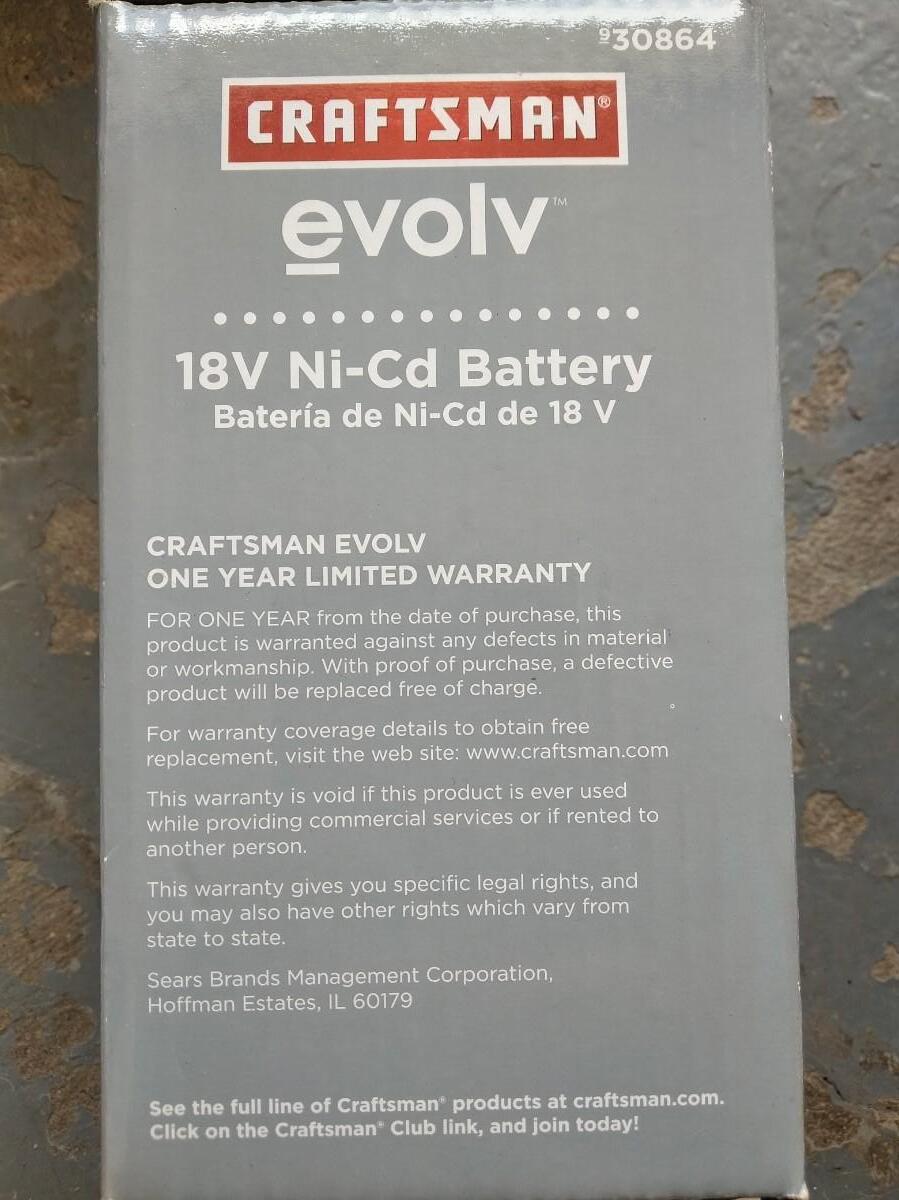 930864
CRAFTSMAN®
evolv™
18V Ni-Cd Battery
Batería de Ni-Cd de 18 V
CRAFTSMAN EVOLV
ONE YEAR LIMITED WARRANTY
FOR ONE YEAR from the date of purchase, this
product is warranted against any defects in material
or workmanship. With proof of purchase, a defective
product will be replaced free of charge.
For warranty coverage details to obtain free
replacement, visit the web site: www.craftsman.com
This warranty is void if this product is ever used
while providing commercial services or if rented to
another person.
This warranty gives you specific legal rights, and
you may also have other rights which vary from
state to state.
Sears Brands Management Corporation,
Hoffman Estates, IL 60179
See the full line of Craftsman® products at craftsman.com.
Click on the Craftsman® Club link, and join today!